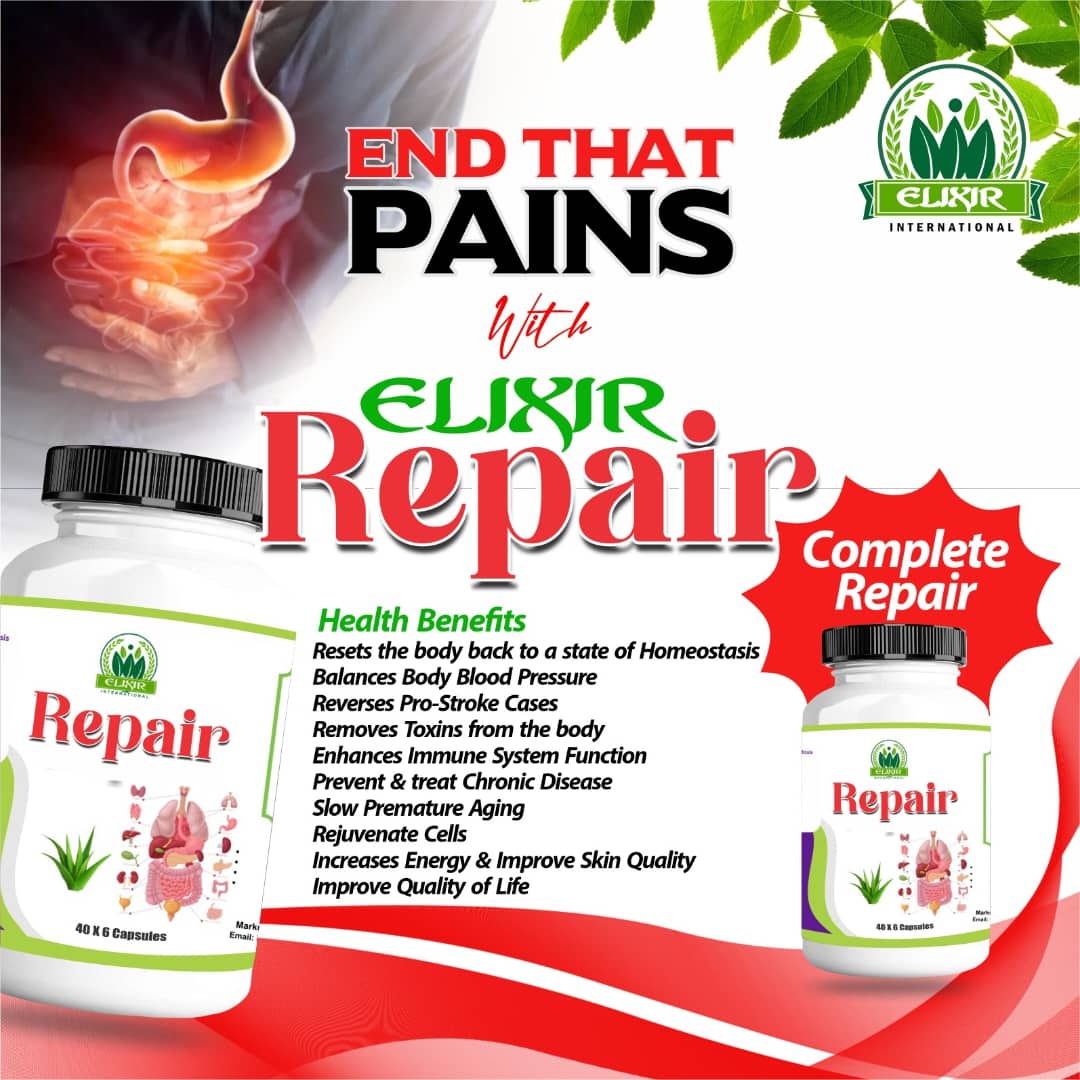 END THAT
PAINS
With
ELIXIR
Repair
ELIXIR
INTERNATIONAL
Complete
Repair
Health Benefits
Resets the body back to a state of Homeostasis
Balances Body Blood Pressure
Reverses Pro-Stroke Cases
Removes Toxins from the body
Enhances Immune System Function
Prevent & treat Chronic Disease
Slow Premature Aging
Rejuvenate Cells
Increases Energy & Improve Skin Quality
Improve Quality of Life
ELIXIR
INTERNATIONAL
Repair
40 X 6 Capsules
Email:
ELIXIR
INTERNATIONAL
Repair
40 X 6 Capsules
Email: